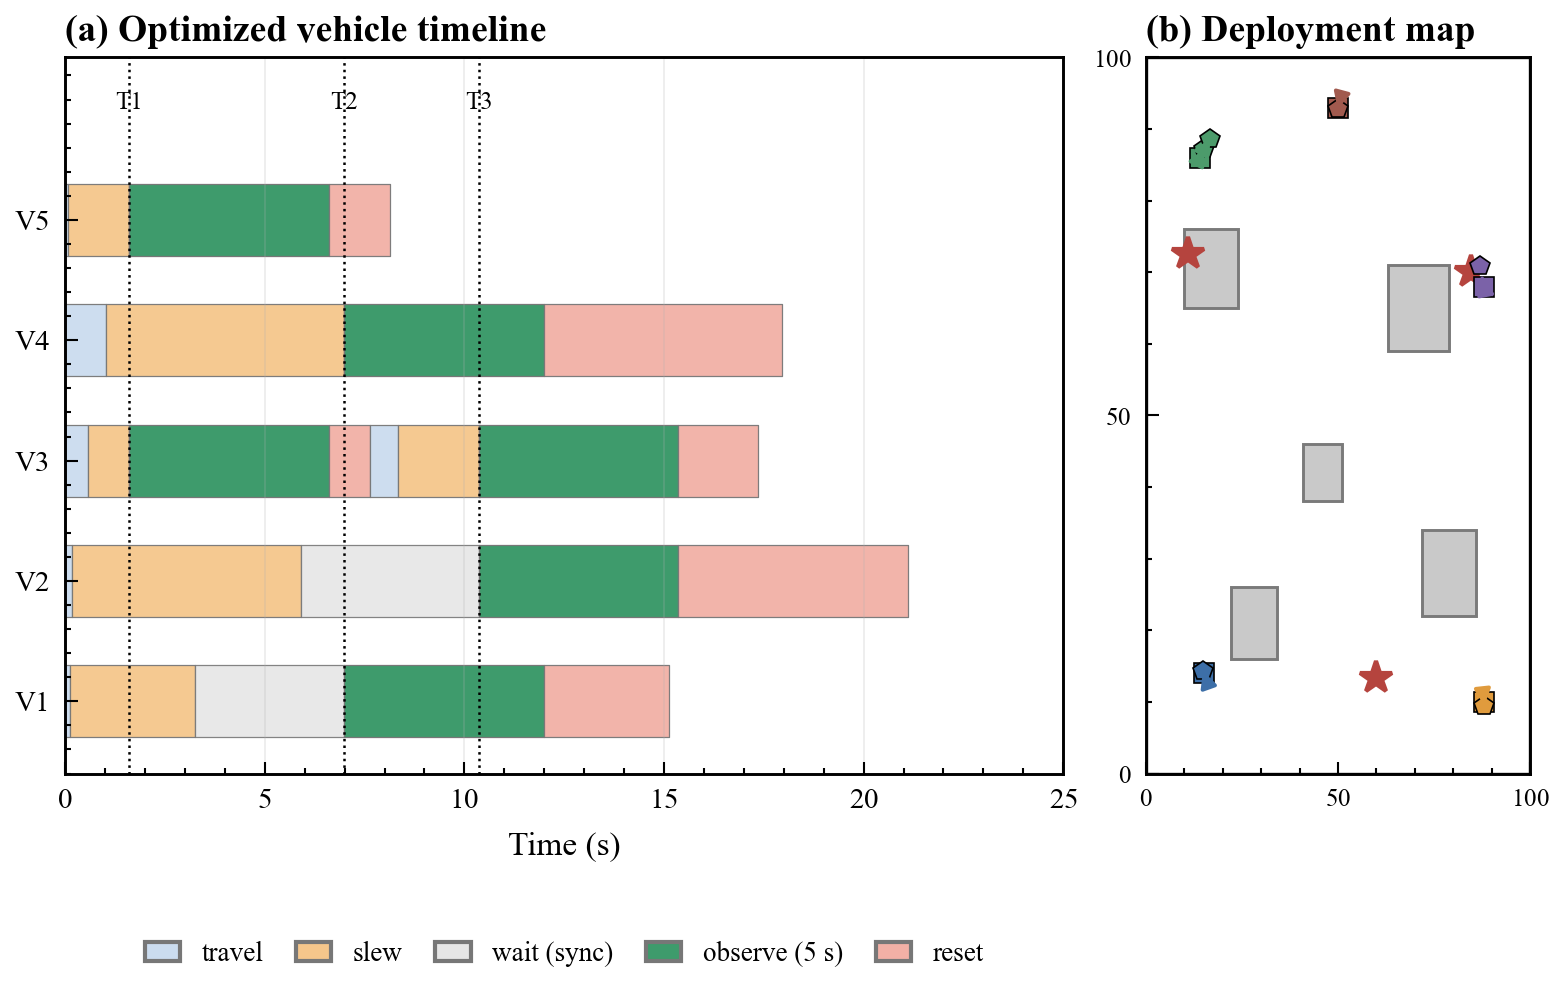 (a) Optimized vehicle timeline
T1 T2 T3
V5
V4
V3
V2
V1
0 5 10 15 20 25
Time (s)
travel slew wait (sync) observe (5 s) reset
(b) Deployment map
100
50
0
0 50 100